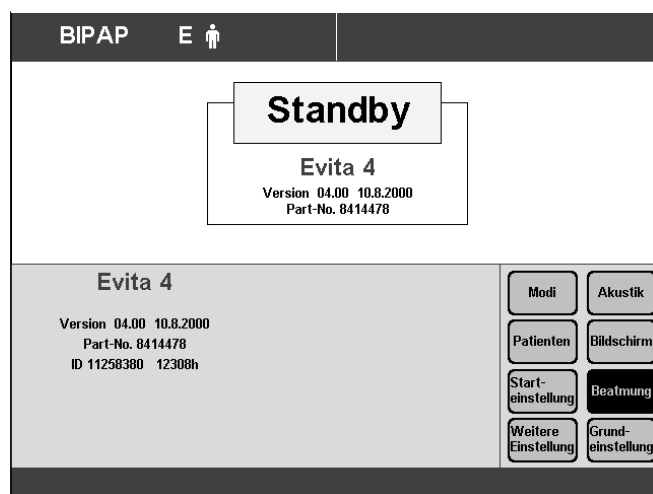 BIPAP E
Standby
Evita 4
Version 04.00 10.8.2000
Part-No. 8414478
Evita 4
Version 04.00 10.8.2000
Part-No. 8414478
ID 11258380 12308h
Modi
Akustik
Patienten
Bildschirm
Start-
einstellung
Beatmung
Weitere
Einstellung
Grund-
einstellung